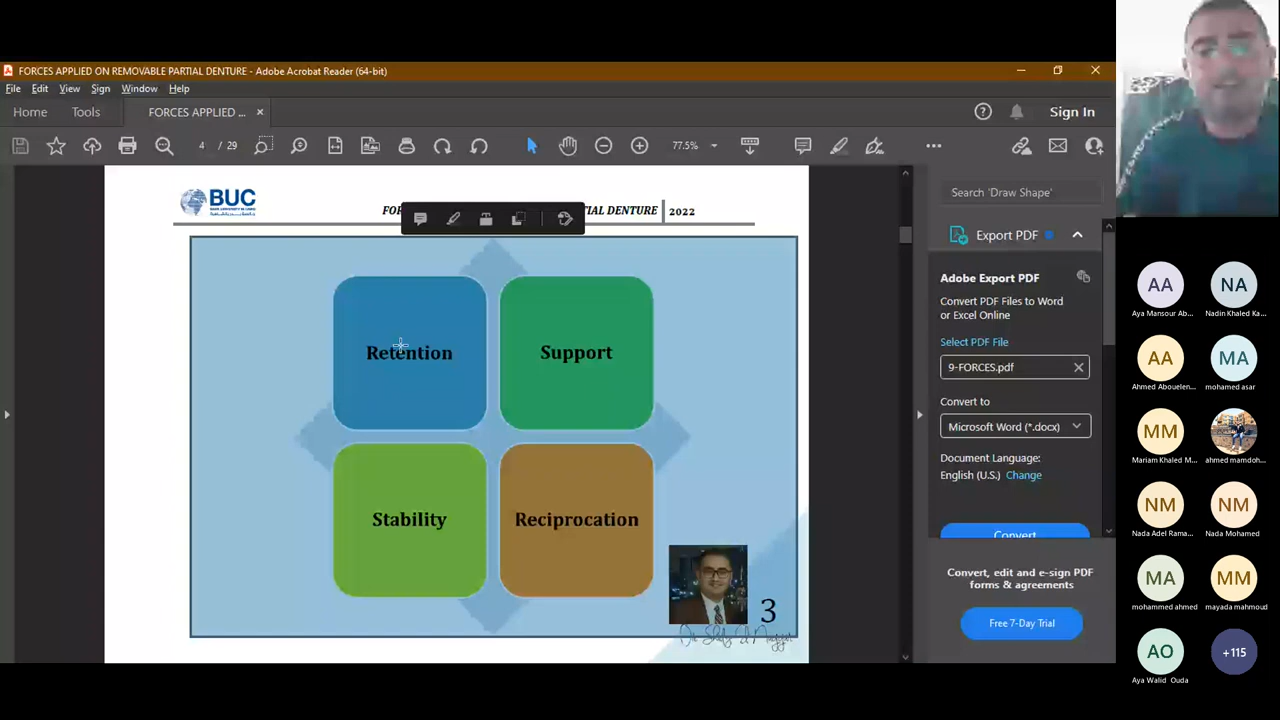 FORCES APPLIED ON REMOVABLE PARTIAL DENTURE - Adobe Acrobat Reader (64-bit)
File Edit View Sign Window Help
Home Tools FORCES APPLIED ... × Sign In
4 / 29 77.5%
BUC
FOR TIAL DENTURE 2022
Retention
Support
Stability
Reciprocation
3
Search 'Draw Shape'
Export PDF
Adobe Export PDF
Convert PDF Files to Word
or Excel Online
Select PDF File
9-FORCES.pdf
Convert to
Microsoft Word (*.docx)
Document Language:
English (U.S.) Change
Convert
Convert, edit and e-sign PDF
forms & agreements
Free 7-Day Trial
AA NA
Aya Mansour Ab... Nadin Khaled Ka...
AA MA
Ahmed Abouelen... mohamed asar
MM
Mariam Khaled M... ahmed mamdoh...
NM NM
Nada Adel Rama... Nada Mohamed
MA MM
mohammed ahmed mayada mahmoud
AO +115
Aya Walid Ouda